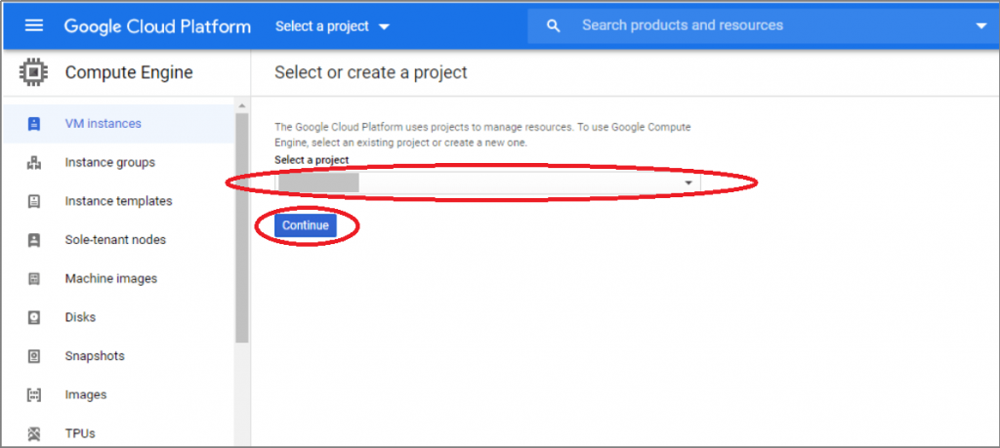 Google Cloud Platform
Select a project
Search products and resources
Compute Engine
Select or create a project
VM instances
Instance groups
Instance templates
Sole-tenant nodes
Machine images
Disks
Snapshots
Images
TPUs
The Google Cloud Platform uses projects to manage resources. To use Google Compute
Engine, select an existing project or create a new one.
Select a project
Continue